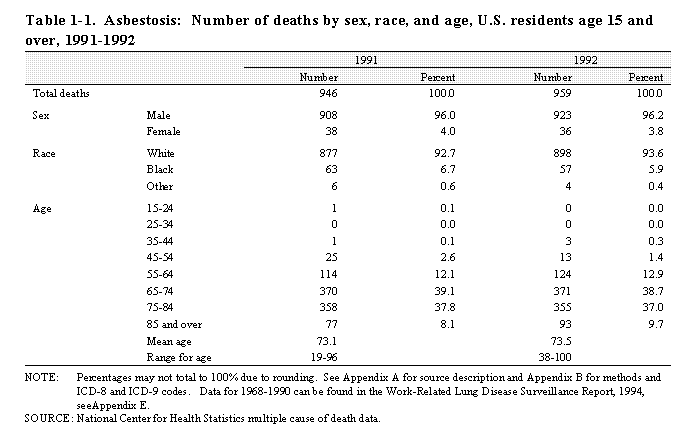 Table 1-1. Asbestosis: Number of deaths by sex, race, and age, U.S. residents age 15 and
over, 1991-1992
1991 1992
Number Percent Number Percent
Total deaths 946 100.0 959 100.0
Sex Male 908 96.0 923 96.2
Female 38 4.0 36 3.8
Race White 877 92.7 898 93.6
Black 63 6.7 57 5.9
Other 6 0.6 4 0.4
Age 15-24 1 0.1 0 0.0
25-34 0 0.0 0 0.0
35-44 1 0.1 3 0.3
45-54 25 2.6 13 1.4
55-64 114 12.1 124 12.9
65-74 370 39.1 371 38.7
75-84 358 37.8 355 37.0
85 and over 77 8.1 93 9.7
Mean age 73.1 73.5
Range for age 19-96 38-100
NOTE: Percentages may not total to 100% due to rounding. See Appendix A for source description and Appendix B for methods and
ICD-8 and ICD-9 codes. Data for 1968-1990 can be found in the Work-Related Lung Disease Surveillance Report, 1994,
see Appendix E.
SOURCE: National Center for Health Statistics multiple cause of death data.